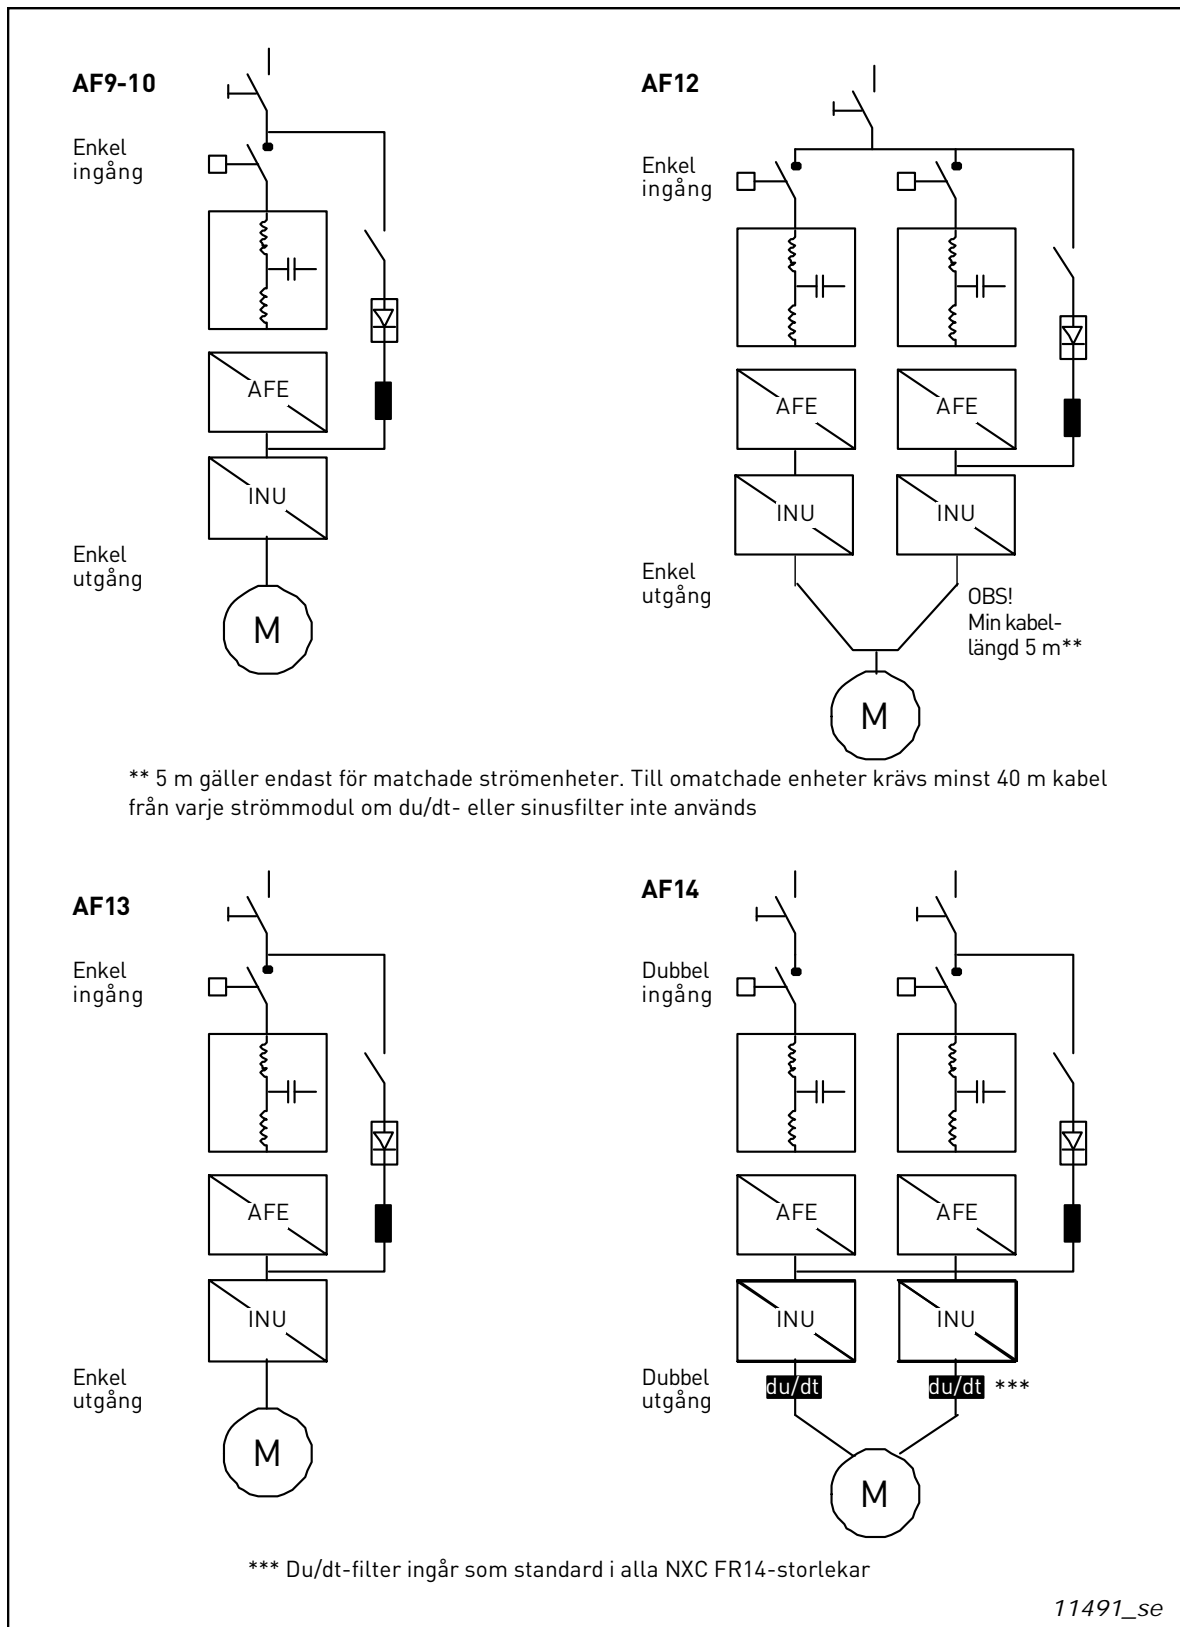 AF9-10
Enkel
ingång
AFE
INU
Enkel
utgång
M
AF12
Enkel
ingång
AFE
AFE
INU
INU
Enkel
utgång
OBS!
Min kabel-
längd 5 m**
M
** 5 m gäller endast för matchade strömenheter. Till omatchade enheter krävs minst 40 m kabel
från varje strömmodul om du/dt- eller sinusfilter inte används
AF13
Enkel
ingång
AFE
INU
Enkel
utgång
M
AF14
Dubbel
ingång
AFE
AFE
INU
INU
Dubbel
utgång
du/dt
du/dt ***
M
*** Du/dt-filter ingår som standard i alla NXC FR14-storlekar
11491_se